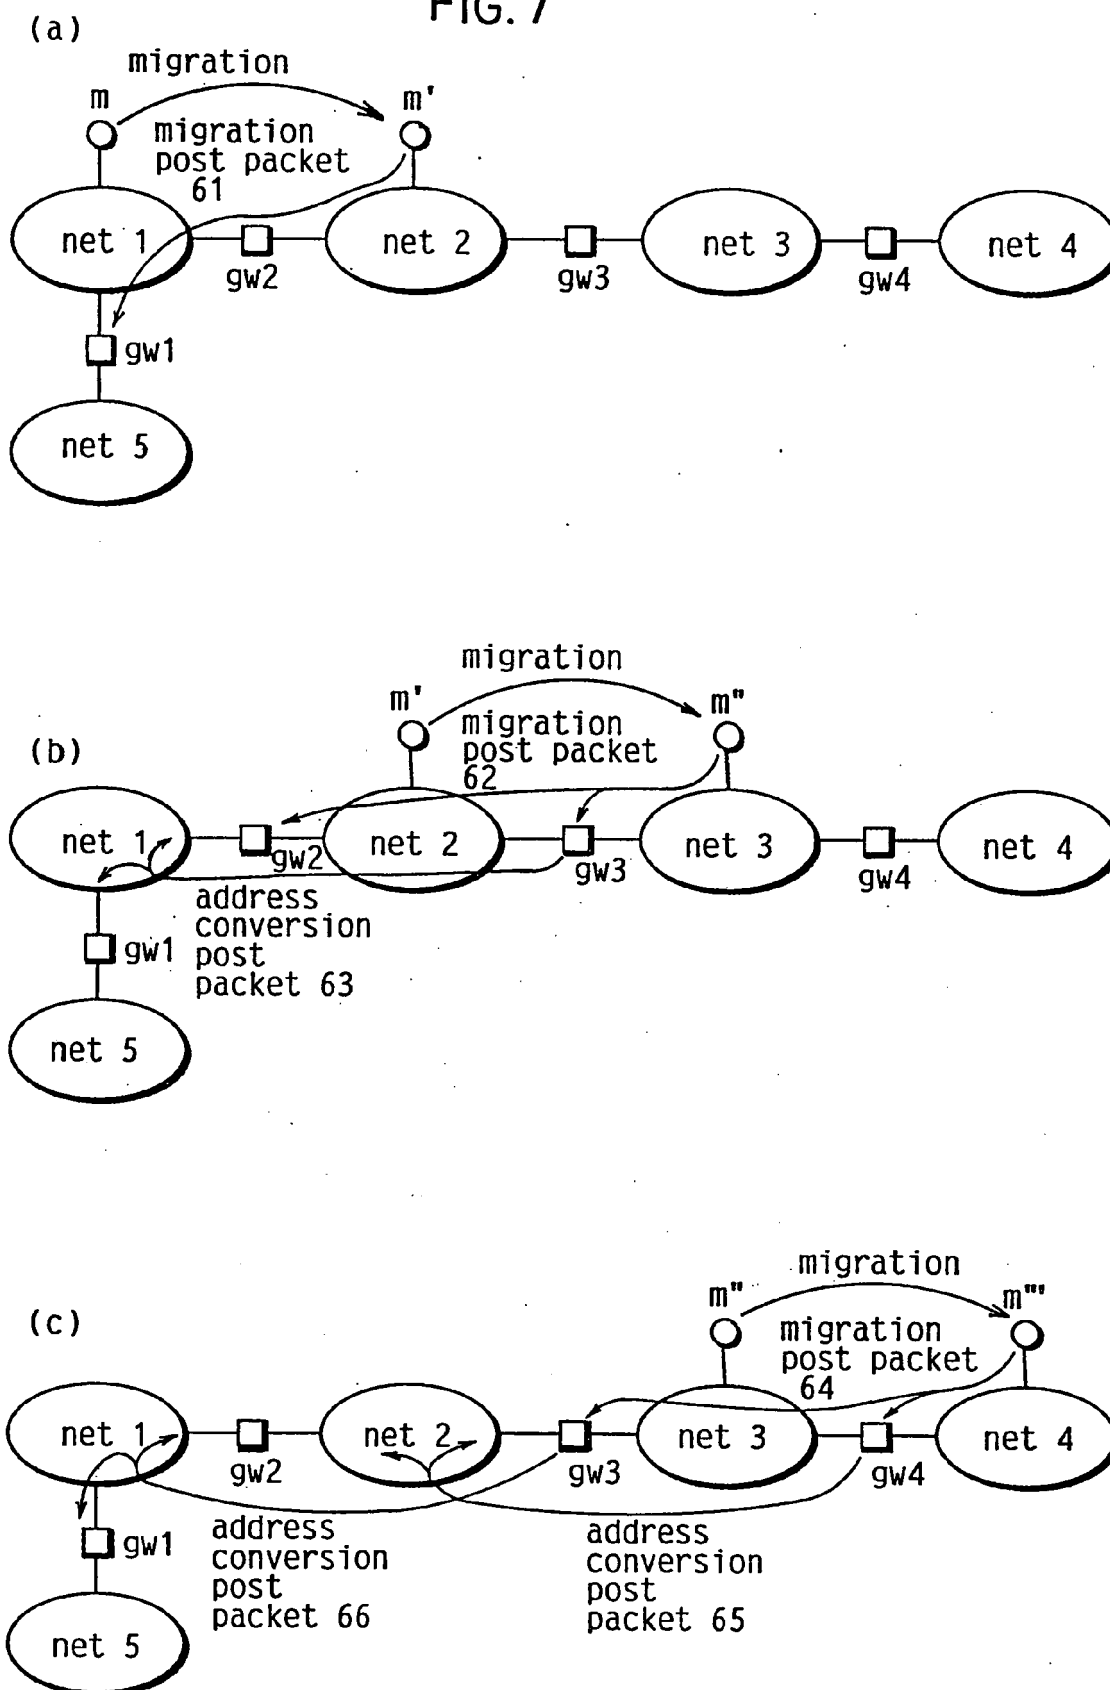 FIG. 7
(a)
migration
m
m'
migration
post packet
61
net 1
net 2
net 3
net 4
gw2
gw3
gw4
gw1
net 5
migration
m'
m"
(b)
migration
post packet
62
net 1
net 2
net 3
net 4
gw2
gw3
gw4
address
conversion
post
packet 63
gw1
net 5
migration
m"
m"'
(c)
migration
post packet
64
net 1
net 2
net 3
net 4
gw2
gw3
gw4
gw1
address
conversion
post
packet 66
address
conversion
post
packet 65
net 5